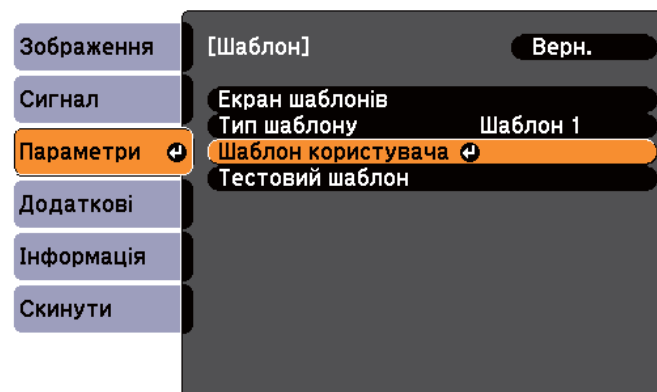 Зображення
Сигнал
Параметри
Додаткові
Інформація
Скинути
[Шаблон] Верн.
Екран шаблонів
Тип шаблону Шаблон 1
Шаблон користувача
Тестовий шаблон